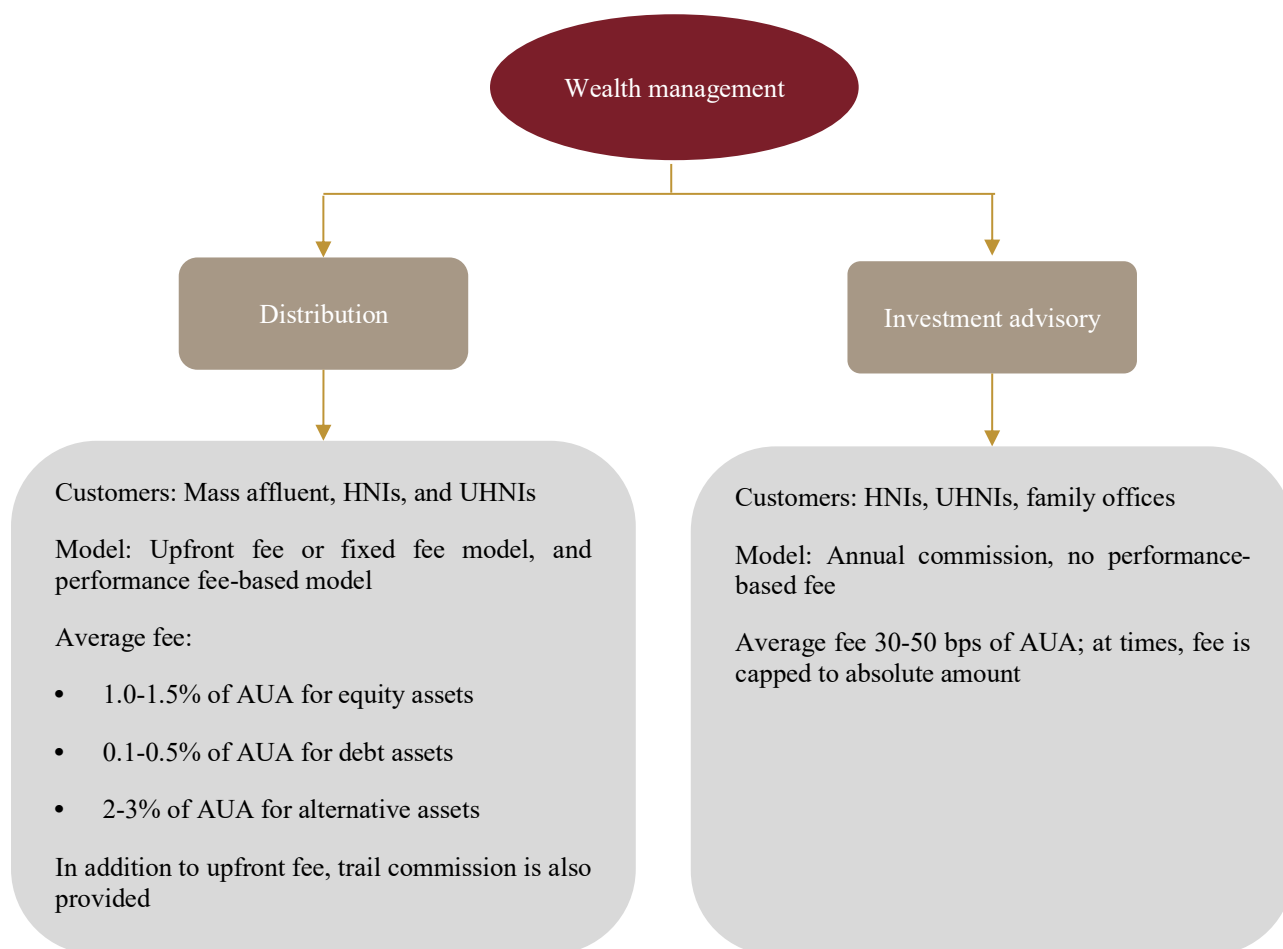 Wealth management
Distribution
Investment advisory
Customers: Mass affluent, HNIs, and UHNIs
Model: Upfront fee or fixed fee model, and
performance fee-based model
Average fee:
• 1.0-1.5% of AUA for equity assets
• 0.1-0.5% of AUA for debt assets
• 2-3% of AUA for alternative assets
In addition to upfront fee, trail commission is also
provided
Customers: HNIs, UHNIs, family offices
Model: Annual commission, no performance-
based fee
Average fee 30-50 bps of AUA; at times, fee is
capped to absolute amount